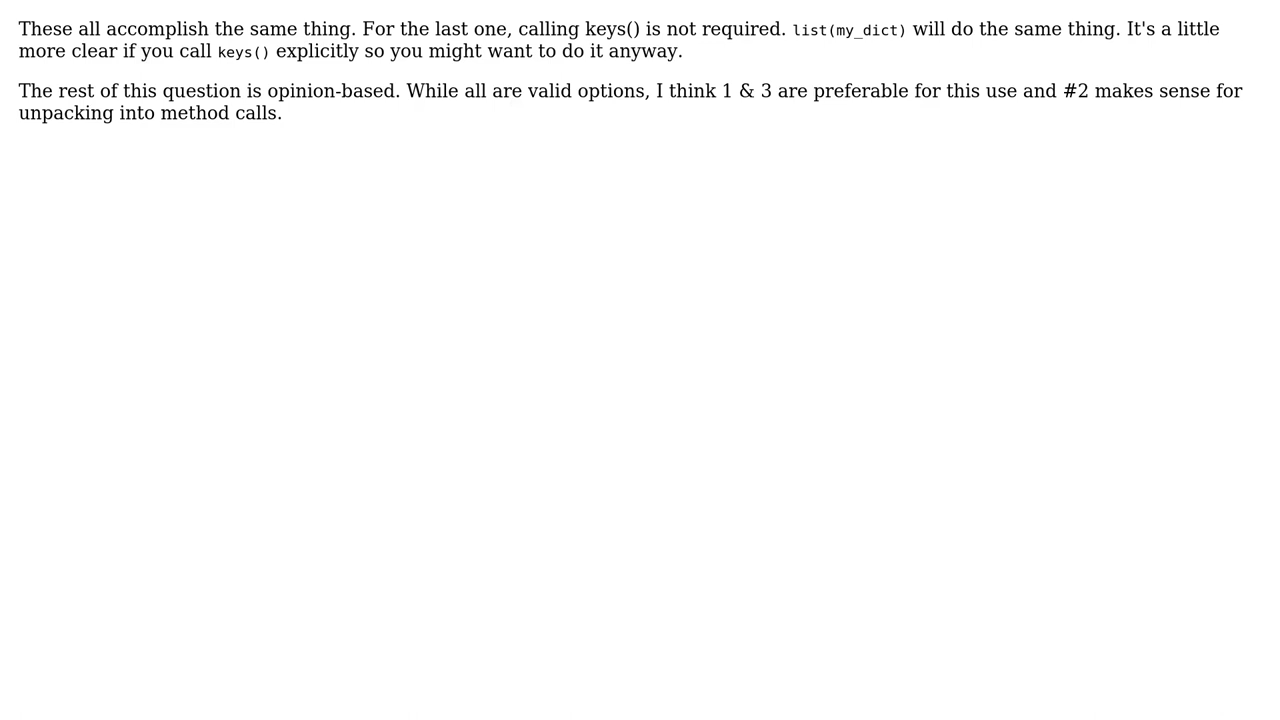 These all accomplish the same thing. For the last one, calling keys() is not required. list(my_dict) will do the same thing. It's a little
more clear if you call keys() explicitly so you might want to do it anyway.
The rest of this question is opinion-based. While all are valid options, I think 1 & 3 are preferable for this use and #2 makes sense for
unpacking into method calls.